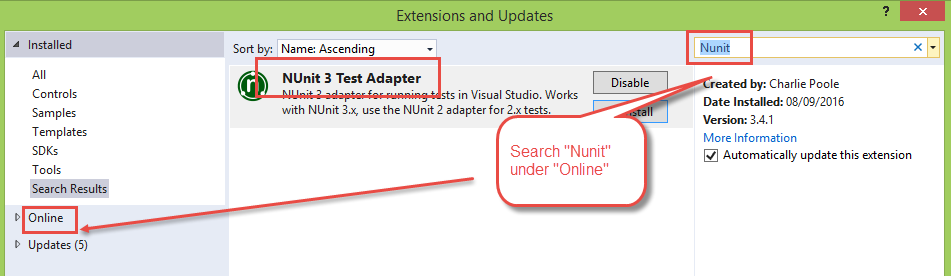 Extensions and Updates
?
Installed
All
Controls
Samples
Templates
SDKs
Tools
Search Results
Online
Updates (5)
Sort by: Name: Ascending
n
NUnit 3 Test Adapter
NUnit 3 adapter for running tests in Visual Studio. Works
with NUnit 3.x, use the NUnit 2 adapter for 2.x tests.
Disable
Search "Nunit"
under "Online"
Nunit
Created by: Charlie Poole
Date Installed: 08/09/2016
Version: 3.4.1
More Information
Automatically update this extension